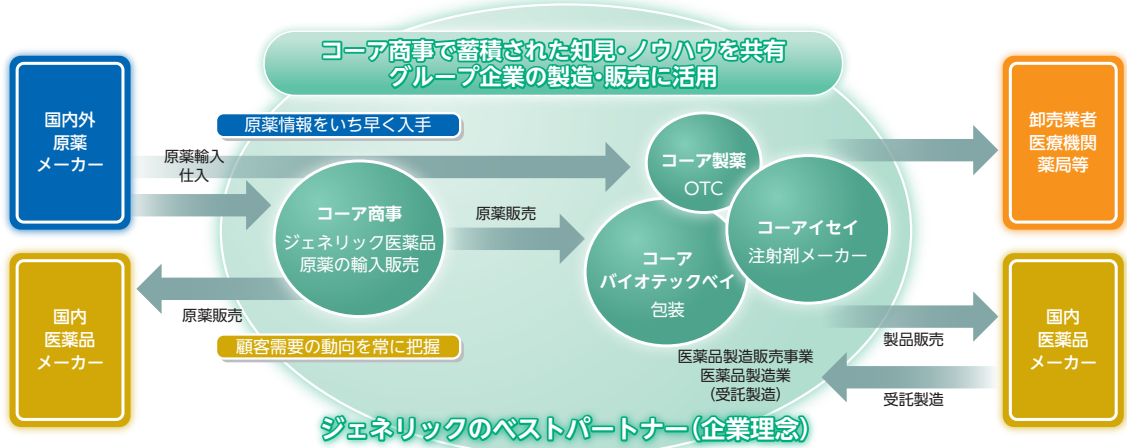 コーア商事で蓄積された知見・ノウハウを共有
グループ企業の製造・販売に活用
国内外
原薬
メーカー
原薬情報をいち早く入手
原薬輸入
仕入
コーア商事
ジェネリック医薬品
原薬の輸入販売
原薬販売
コーア製薬
OTC
コーアイセイ
注射剤メーカー
コーア
バイオテックベイ
包装
卸売業者
医療機関
薬局等
国内
医薬品
メーカー
原薬販売
顧客需要の動向を常に把握
医薬品製造販売事業
医薬品製造業
(受託製造)
製品販売
受託製造
国内
医薬品
メーカー
ジェネリックのベストパートナー(企業理念)